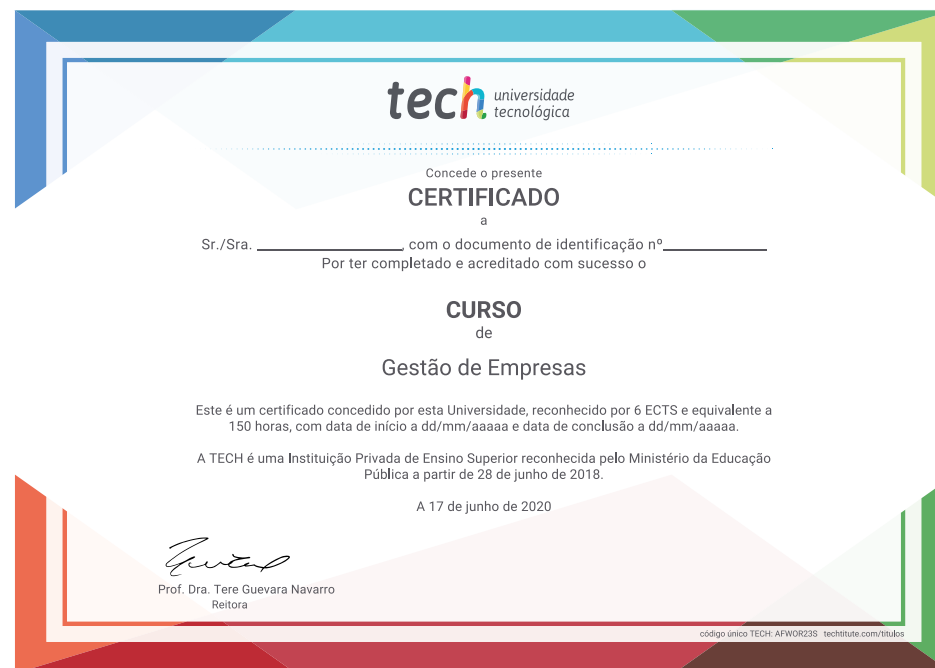 tech universidade
tecnológica
Concede o presente
CERTIFICADO
a
Sr./Sra. __________________, com o documento de identificação nº_____________
Por ter completado e acreditado com sucesso o
CURSO
de
Gestão de Empresas
Este é um certificado concedido por esta Universidade, reconhecido por 6 ECTS e equivalente a
150 horas, com data de início a dd/mm/aaaaa e data de conclusão a dd/mm/aaaaa.
A TECH é uma Instituição Privada de Ensino Superior reconhecida pelo Ministério da Educação
Pública a partir de 28 de junho de 2018.
A 17 de junho de 2020
Prof. Dra. Tere Guevara Navarro
Reitora
código único TECH: AFWOR23S techtitute.com/titulos